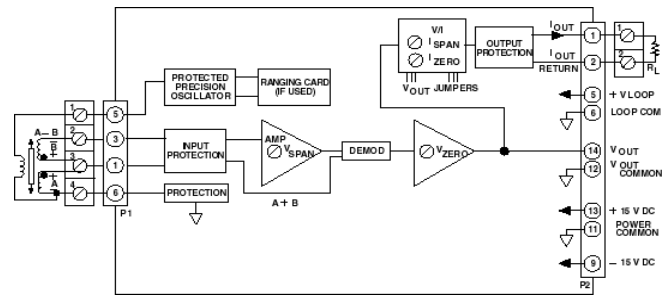 V/I
I SPAN
I ZERO
V OUT JUMPERS
OUTPUT PROTECTION
I OUT
I OUT RETURN
1
2
1
2
R L
PROTECTED PRECISION OSCILLATOR
RANGING CARD (IF USED)
1
2
3
4
5
3
1
6
P1
A – B
B
A
+
+
–
INPUT PROTECTION
PROTECTION
AMP
V SPAN
A + B
DEMOD
V ZERO
5
+ V LOOP
6
LOOP COM
14
V OUT
12
V OUT COMMON
13
+ 15 V DC
11
POWER COMMON
9
– 15 V DC
P2